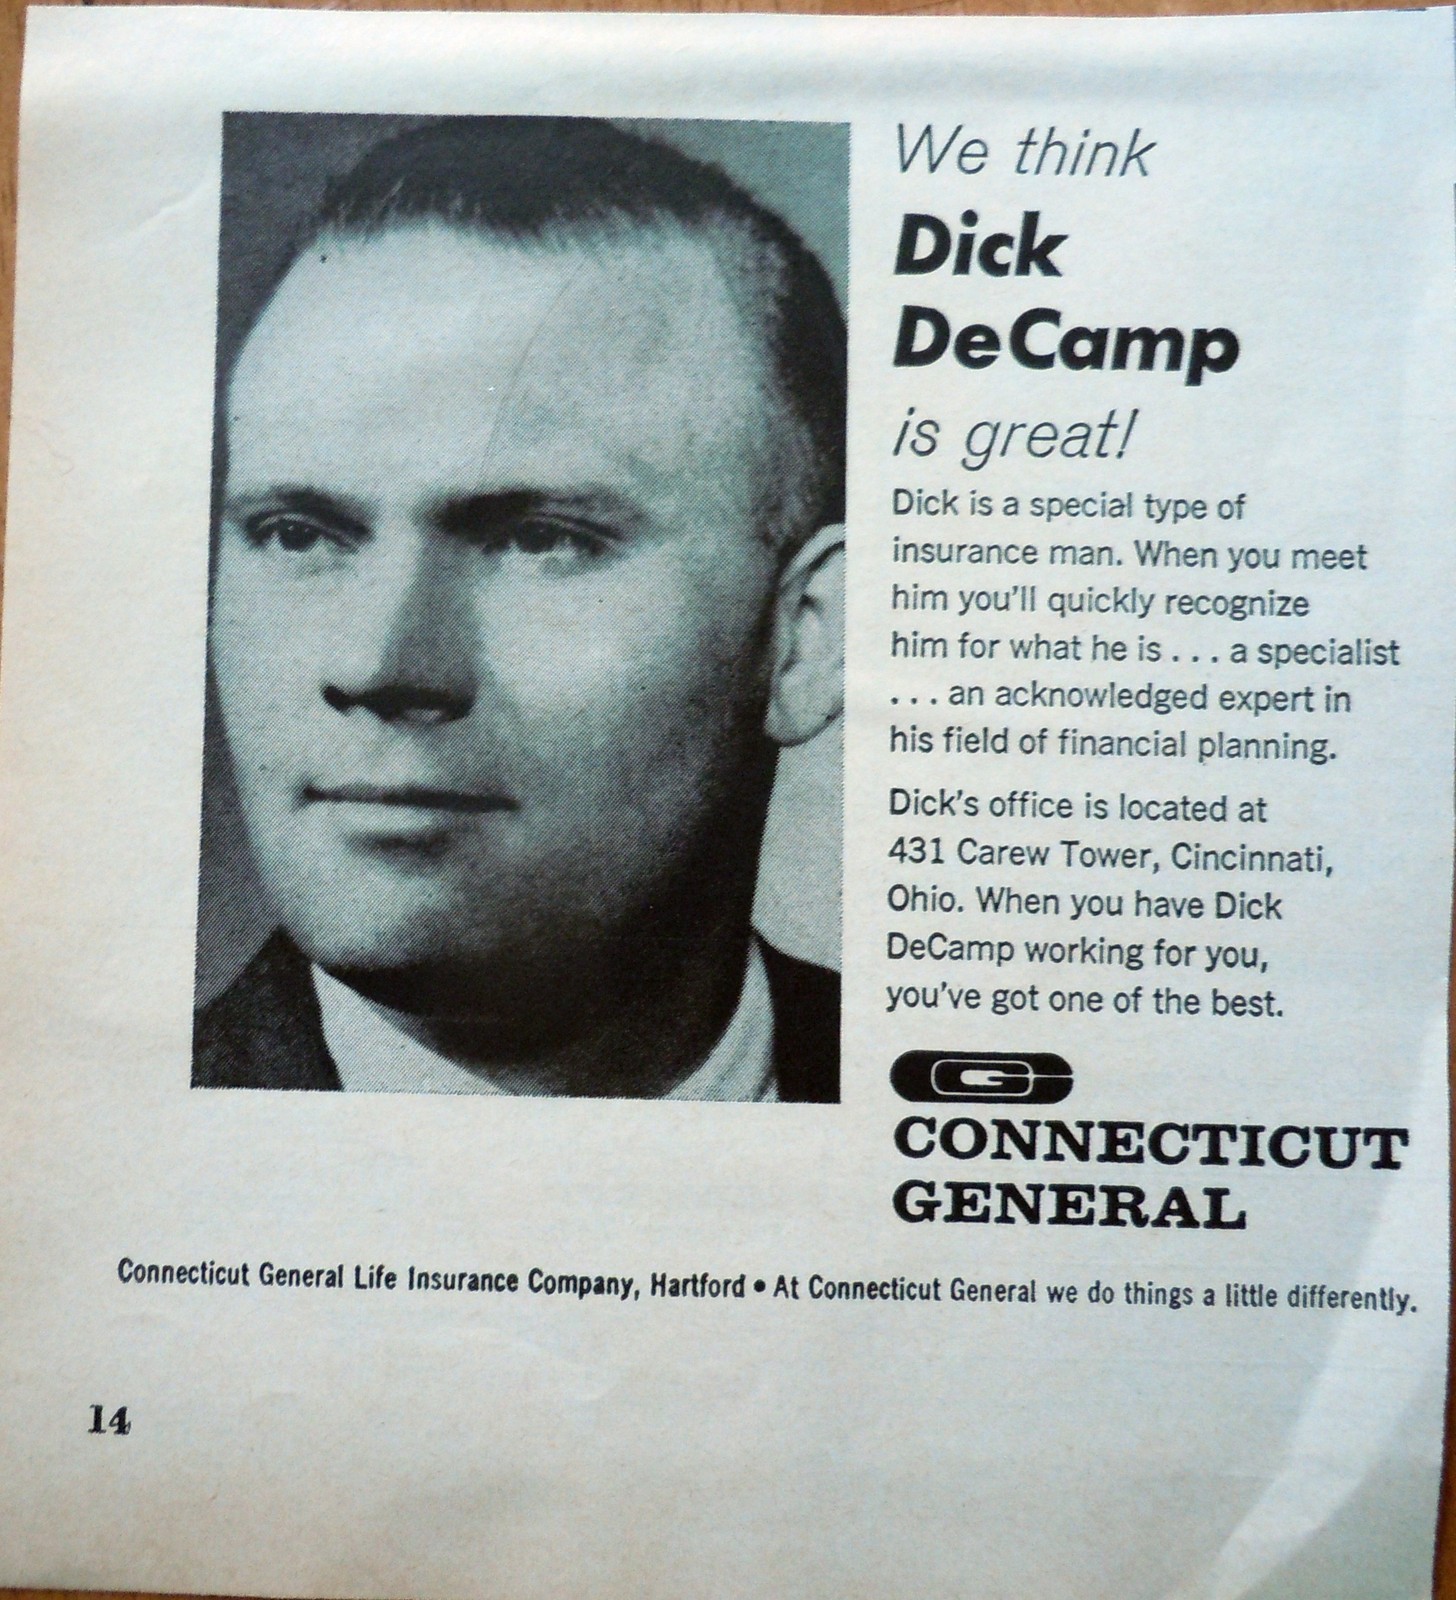 We think
Dick
DeCamp
is great!
Dick is a special type of
insurance man. When you meet
him you'll quickly recognize
him for what he is . . . a specialist
. . . an acknowledged expert in
his field of financial planning.
Dick's office is located at
431 Carew Tower, Cincinnati,
Ohio. When you have Dick
DeCamp working for you,
you've got one of the best.
CG
CONNECTICUT
GENERAL
Connecticut General Life Insurance Company, Hartford • At Connecticut General we do things a little differently.
14